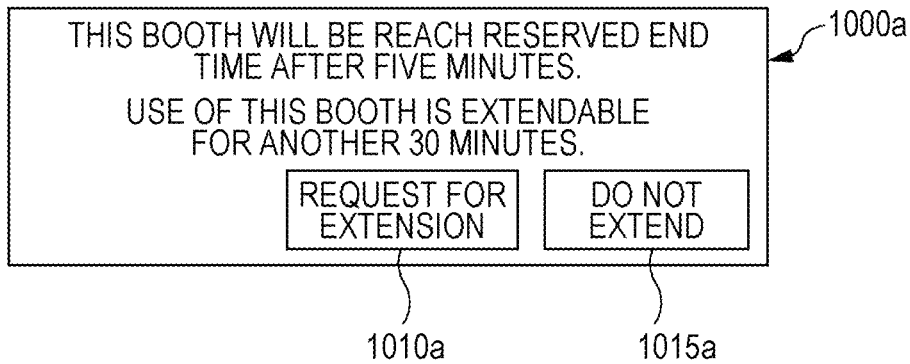 THIS BOOTH WILL BE REACH RESERVED END
TIME AFTER FIVE MINUTES.
USE OF THIS BOOTH IS EXTENDABLE
FOR ANOTHER 30 MINUTES.
REQUEST FOR
EXTENSION
DO NOT
EXTEND
1000a
1010a
1015a